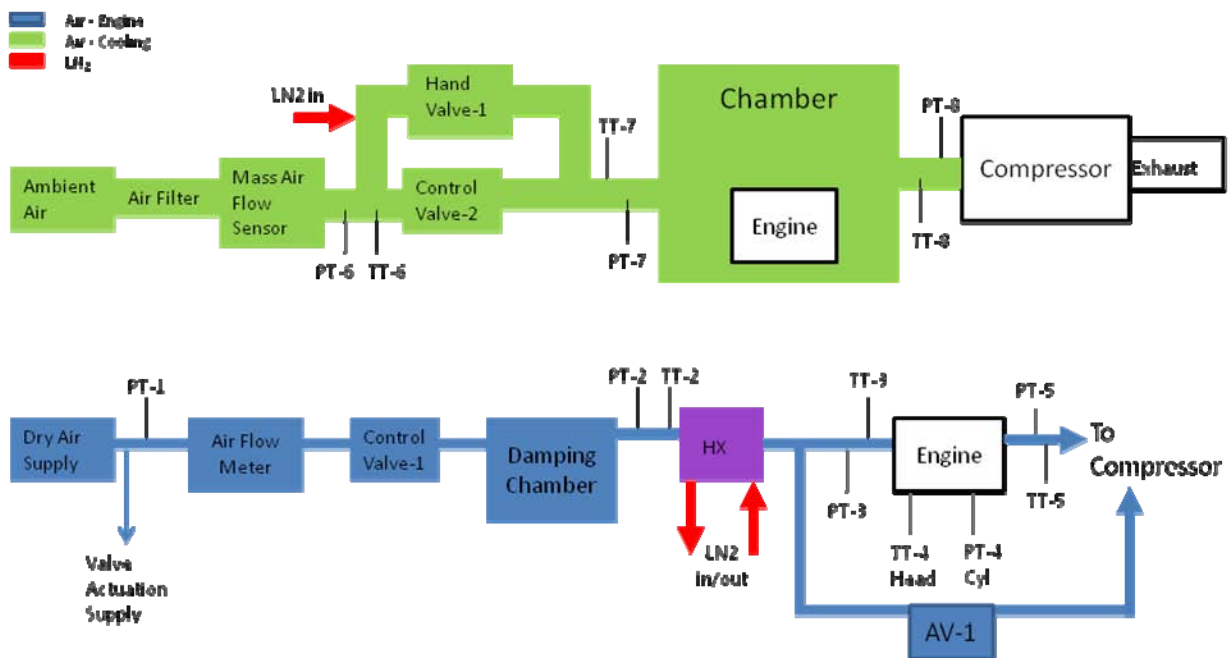 Air - Engine
Air - Cooling
LN2
LN2 in
Hand
Valve-1
TT-7
Chamber
PT-8
Ambient
Air
Air Filter
Mass Air
Flow
Sensor
Control
Valve-2
Engine
Compressor
Exhaust
PT-6
TT-6
PT-7
TT-8
PT-1
PT-2
TT-2
TT-3
PT-5
Dry Air
Supply
Air Flow
Meter
Control
Valve-1
Damping
Chamber
HX
Engine
To
Compressor
PT-3
TT-5
Valve
Actuation
Supply
LN2
in/out
TT-4
Head
PT-4
Cyl
AV-1